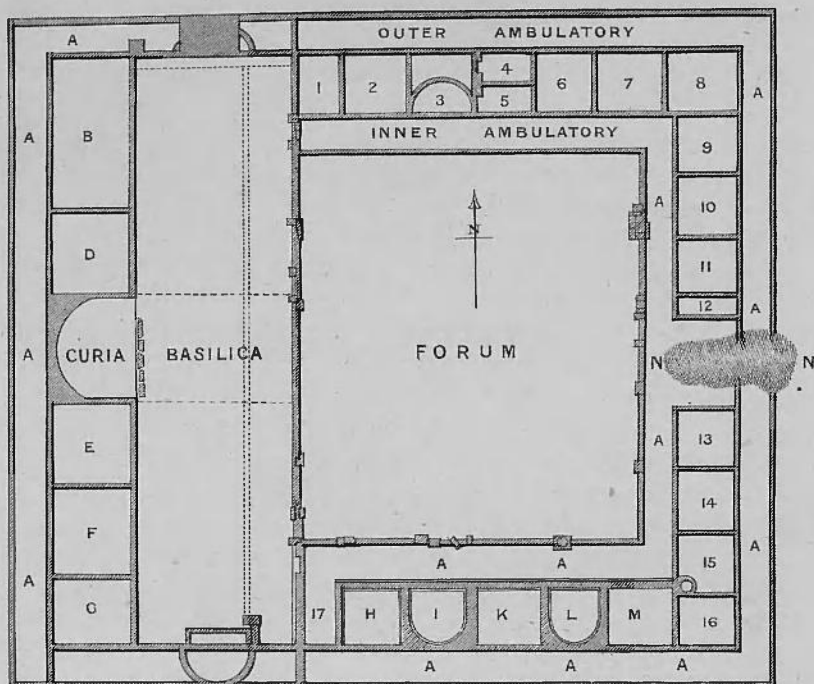 A
OUTER AMBULATORY
1 2 3 4 5 6 7 8
A
A
B
INNER AMBULATORY
9
A
10
N
D
11
12
A
A
CURIA
BASILICA
FORUM
N
N
E
13
A
F
14
A
A
A
A
15
G
17
H
I
K
L
M
16
A
A
A